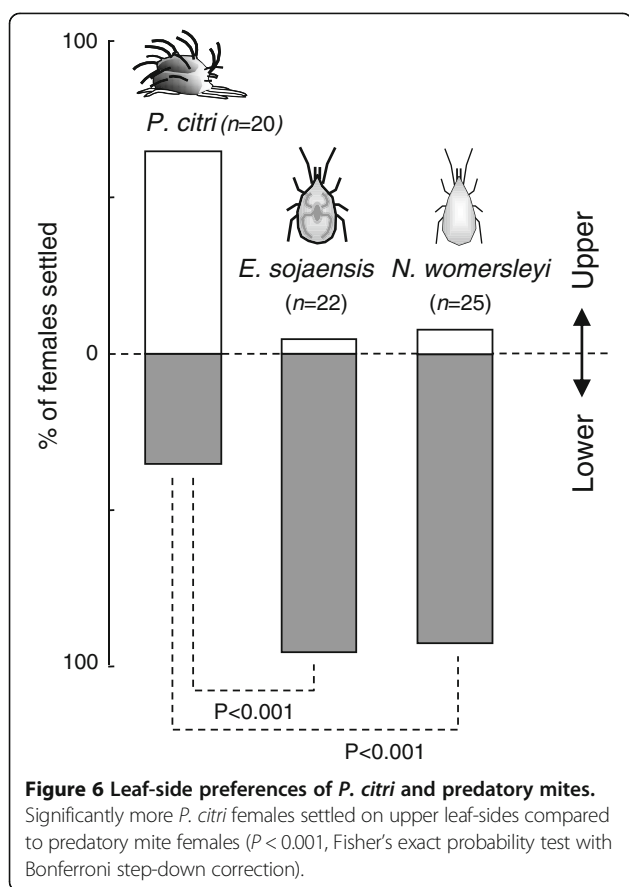 100
P. citri (n=20)
E. sojaensis N. womersleyi
(n=22) (n=25)
% of females settled
0
Upper
Lower
100
P<0.001
P<0.001
Figure 6 Leaf-side preferences of P. citri and predatory mites.
Significantly more P. citri females settled on upper leaf-sides compared
to predatory mite females (P < 0.001, Fisher's exact probability test with
Bonferroni step-down correction).